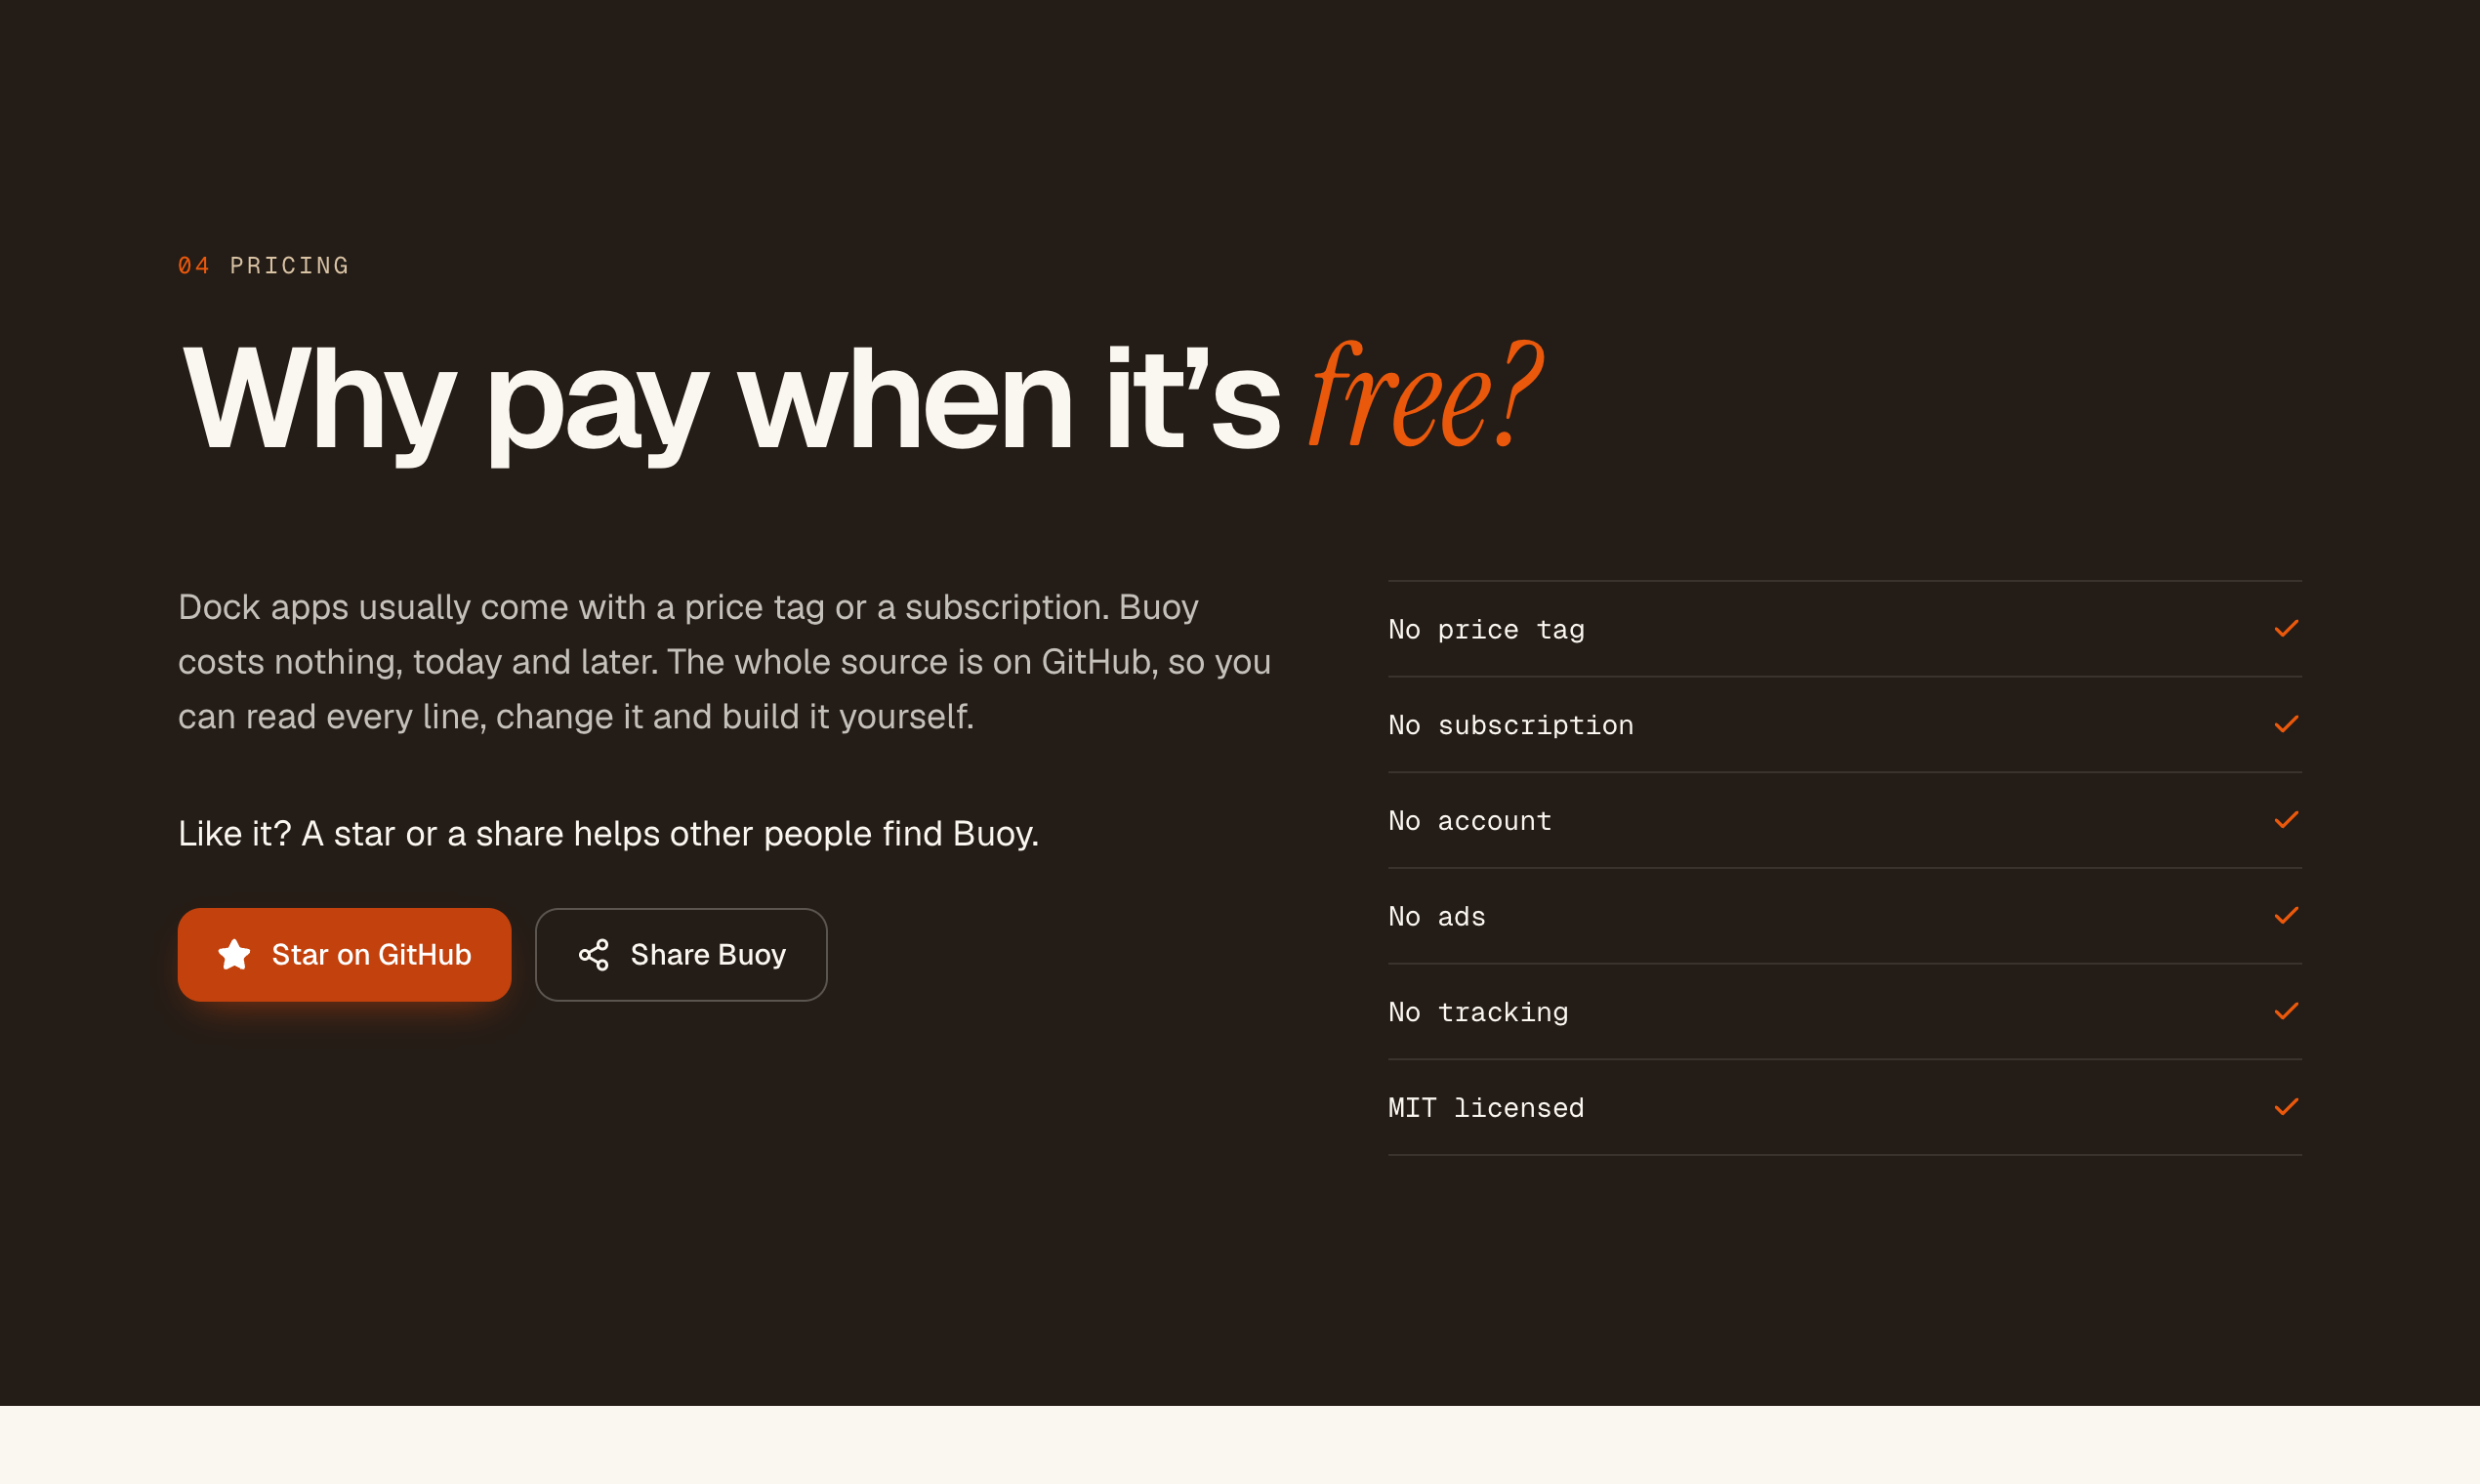 04 PRICING
Why pay when it’s free?
Dock apps usually come with a price tag or a subscription. Buoy
costs nothing, today and later. The whole source is on GitHub, so you
can read every line, change it and build it yourself.
Like it? A star or a share helps other people find Buoy.
Star on GitHub
Share Buoy
No price tag
No subscription
No account
No ads
No tracking
MIT licensed